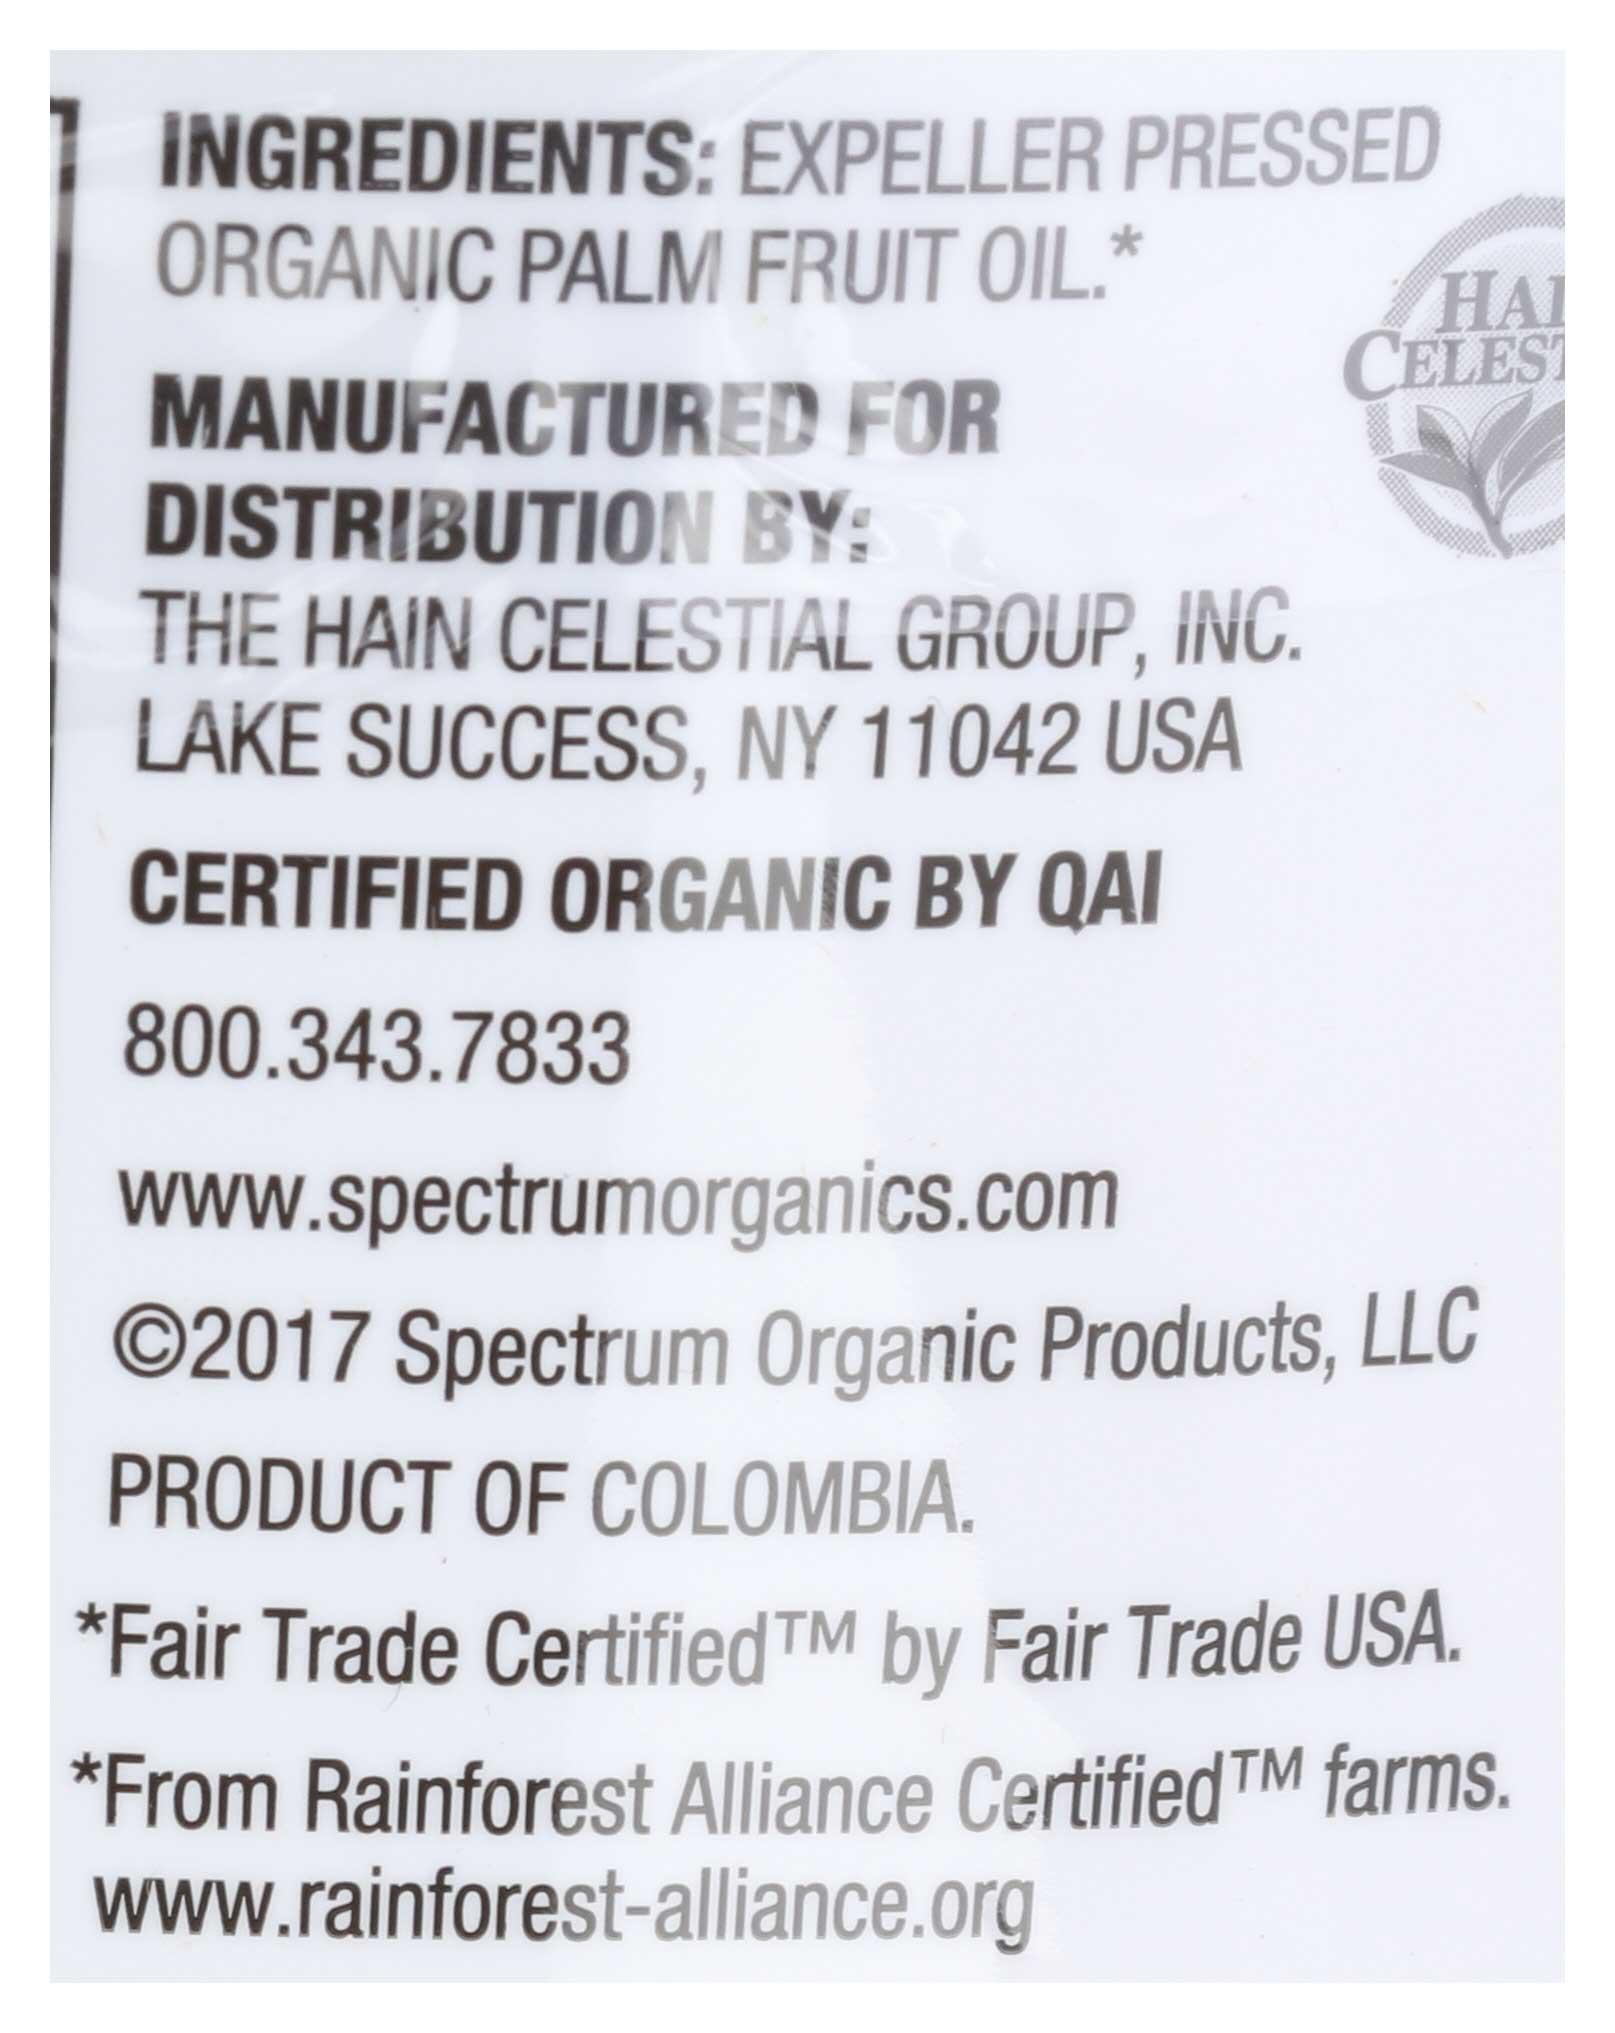 INGREDIENTS: EXPELLER PRESSED
ORGANIC PALM FRUIT OIL.*
HAI
CELEST
MANUFACTURED FOR
DISTRIBUTION BY:
THE HAIN CELESTIAL GROUP, INC.
LAKE SUCCESS, NY 11042 USA
CERTIFIED ORGANIC BY QAI
800.343.7833
www.spectrumorganics.com
©2017 Spectrum Organic Products, LLC
PRODUCT OF COLOMBIA.
*Fair Trade Certified™ by Fair Trade USA.
*From Rainforest Alliance Certified™ farms.
www.rainforest-alliance.org